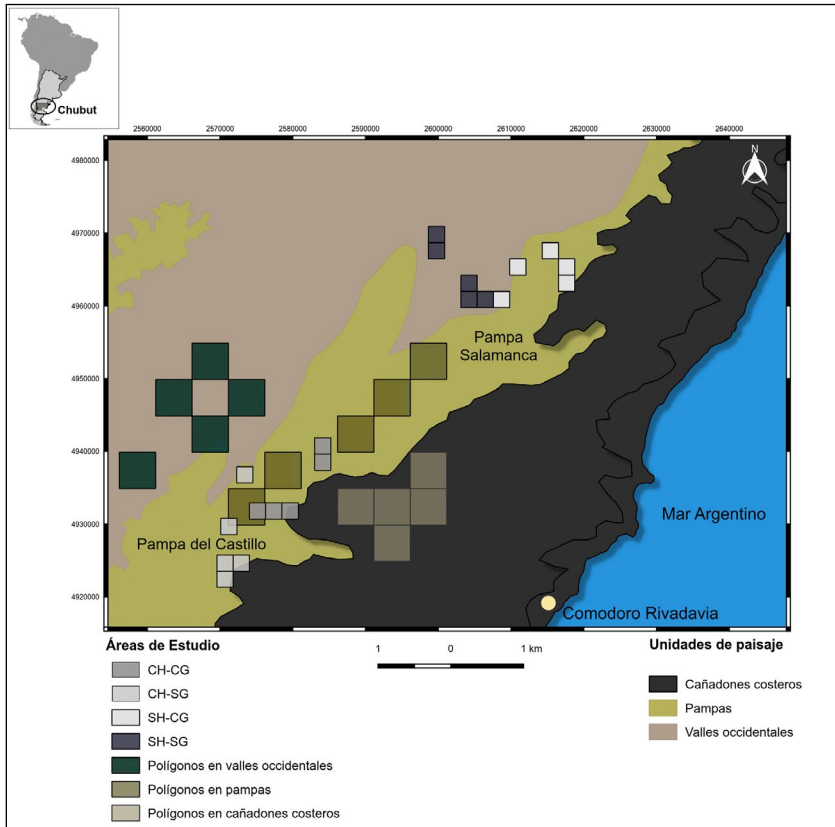 Chubut
2560000 2570000 2580000 2590000 2600000 2610000 2620000 2630000 2640000
N
4980000
4970000
4960000
4950000
4940000
4930000
4920000
Pampa
Salamanca
Mar Argentino
Pampa del Castillo
Comodoro Rivadavia
Áreas de Estudio
CH-CG
CH-SG
SH-CG
SH-SG
Polígonos en valles occidentales
Polígonos en pampas
Polígonos en cañadones costeros
1 0 1 km
Unidades de paisaje
Cañadones costeros
Pampas
Valles occidentales